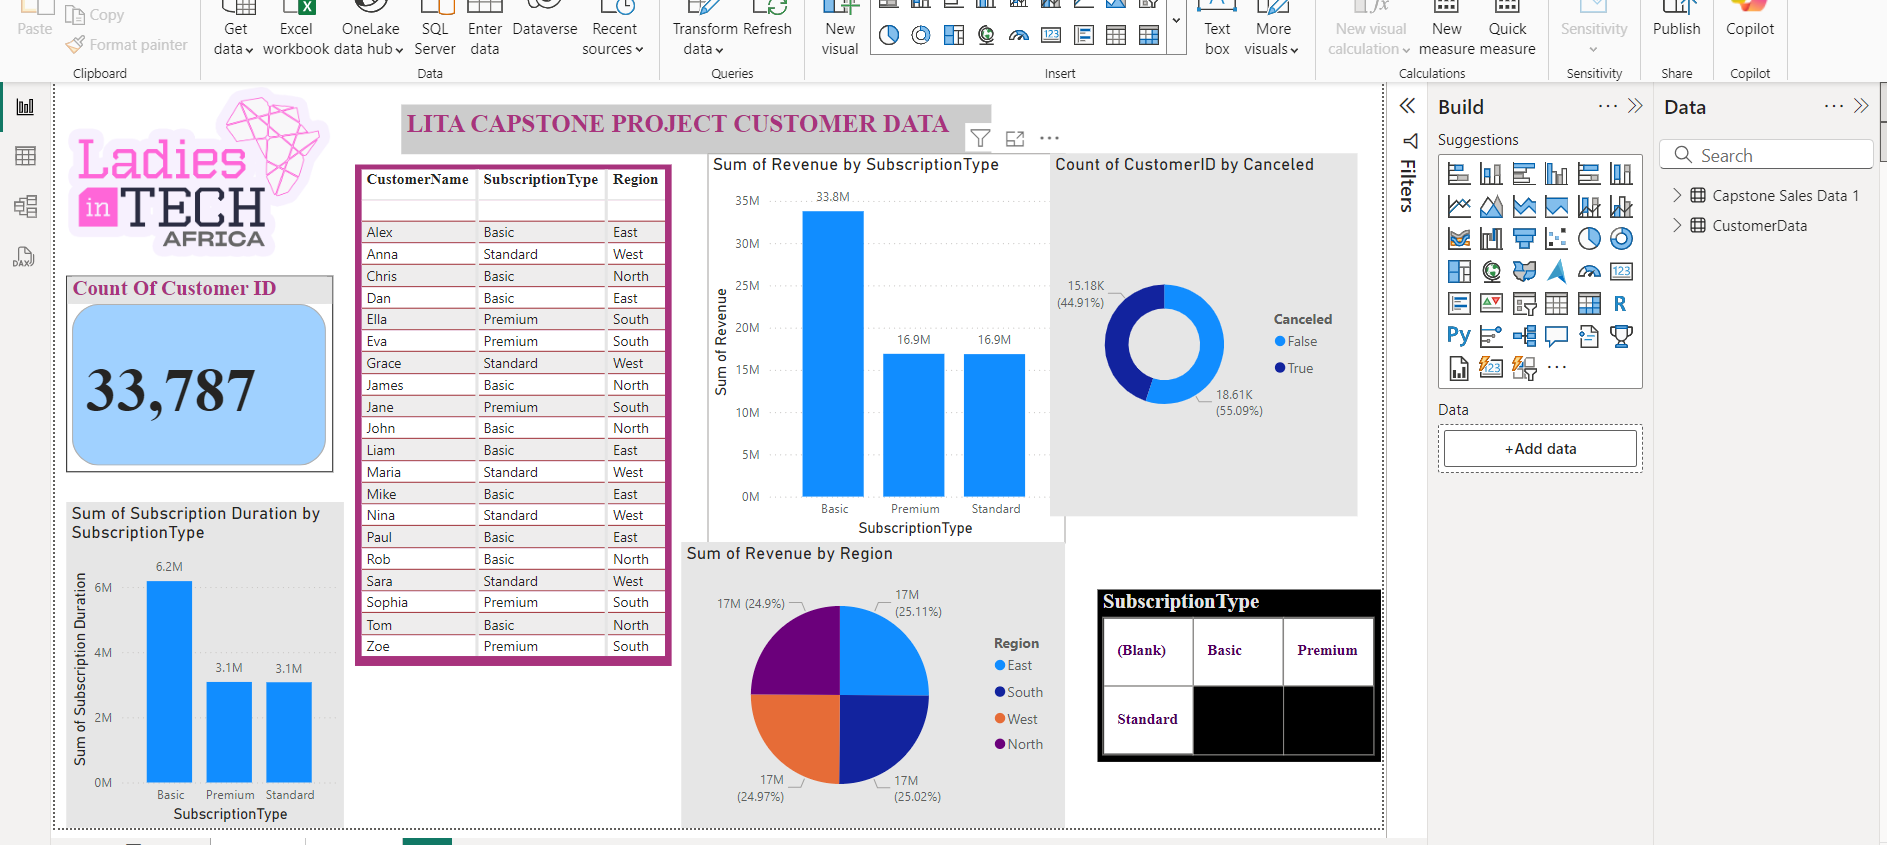 Paste
Copy
Format painter
Clipboard
Get data
Excel workbook
OneLake data hub
SQL Server
Enter data
Dataverse
Recent sources
Data
Transform data
Refresh
Queries
New visual
Text box
More visuals
Insert
New visual calculation
New measure
Quick measure
Calculations
Sensitivity
Sensitivity
Publish
Share
Copilot
Copilot
Ladies
in TECH
AFRICA
LITA CAPSTONE PROJECT CUSTOMER DATA
Count Of Customer ID
33,787
CustomerName SubscriptionType Region
Alex Basic East
Anna Standard West
Chris Basic North
Dan Basic East
Ella Premium South
Eva Premium South
Grace Standard West
James Basic North
Jane Premium South
John Basic North
Liam Basic East
Maria Standard West
Mike Basic East
Nina Standard West
Paul Basic East
Rob Basic North
Sara Standard West
Sophia Premium South
Tom Basic North
Zoe Premium South
Sum of Revenue by SubscriptionType
Sum of Revenue
35M
30M
25M
20M
15M
10M
5M
0M
33.8M
16.9M
16.9M
Basic Premium Standard
SubscriptionType
Count of CustomerID by Canceled
15.18K
(44.91%)
18.61K
(55.09%)
Canceled
False
True
Sum of Subscription Duration by
SubscriptionType
Sum of Subscription Duration
6M
4M
2M
0M
6.2M
3.1M
3.1M
Basic Premium Standard
SubscriptionType
Sum of Revenue by Region
17M (24.9%)
17M
(25.11%)
17M
(24.97%)
17M
(25.02%)
Region
East
South
West
North
SubscriptionType
(Blank) Basic Premium
Standard
Filters
Build
Suggestions
123
R
Py
Data
+Add data
Data
Search
Capstone Sales Data 1
CustomerData
DAX